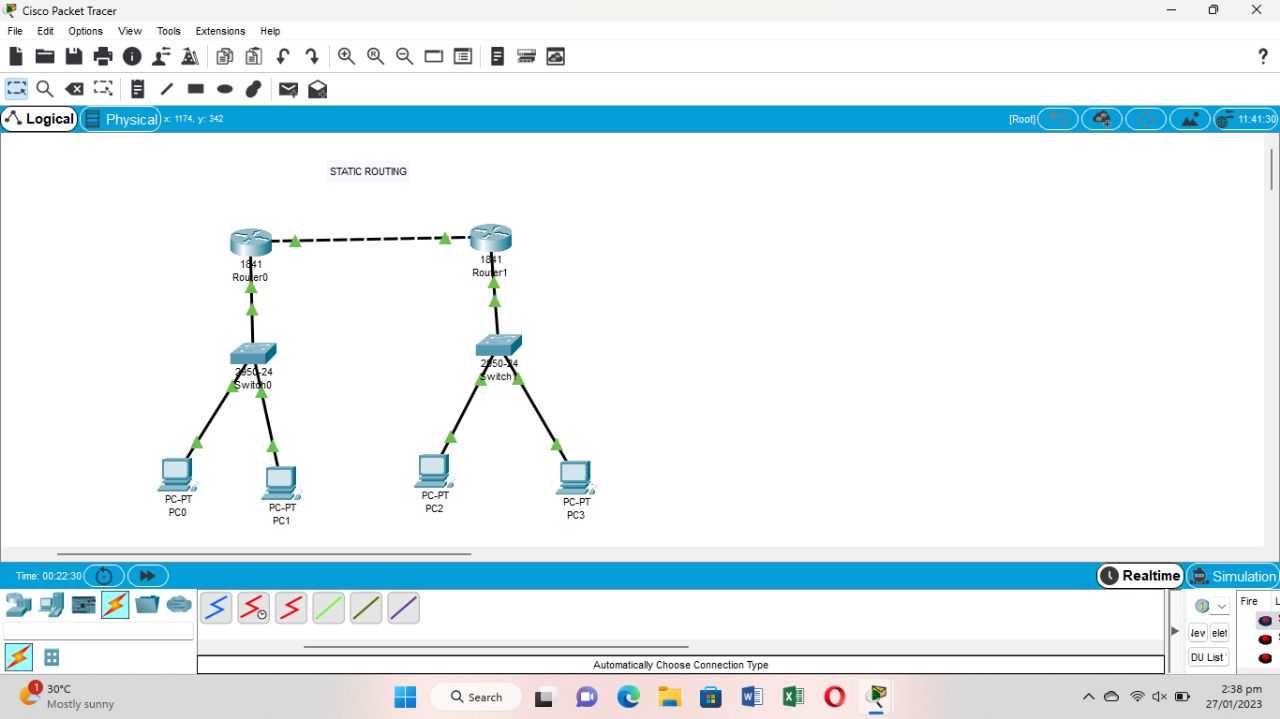 Cisco Packet Tracer
File Edit Options View Tools Extensions Help
?
Logical Physical x: 1174, y: 342 [Root] 11:41:30
STATIC ROUTING
1841
Router0
1841
Router1
2950-24
Switch0
2950-24
Switch1
PC-PT
PC0
PC-PT
PC1
PC-PT
PC2
PC-PT
PC3
Time: 00:22:30 Realtime Simulation
Fire
DU List
Automatically Choose Connection Type
1
30°C
Mostly sunny
Search
2:38 pm
27/01/2023